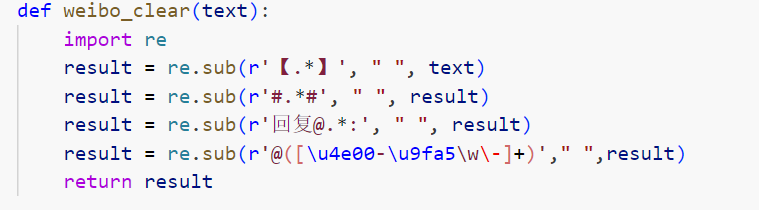 def weibo_clear(text):
    import re
    result = re.sub(r'【.*】', " ", text)
    result = re.sub(r'#.*#', " ", result)
    result = re.sub(r'回复@.*:', " ", result)
    result = re.sub(r'@([\u4e00-\u9fa5\w\-]+)'," ",result)
    return result